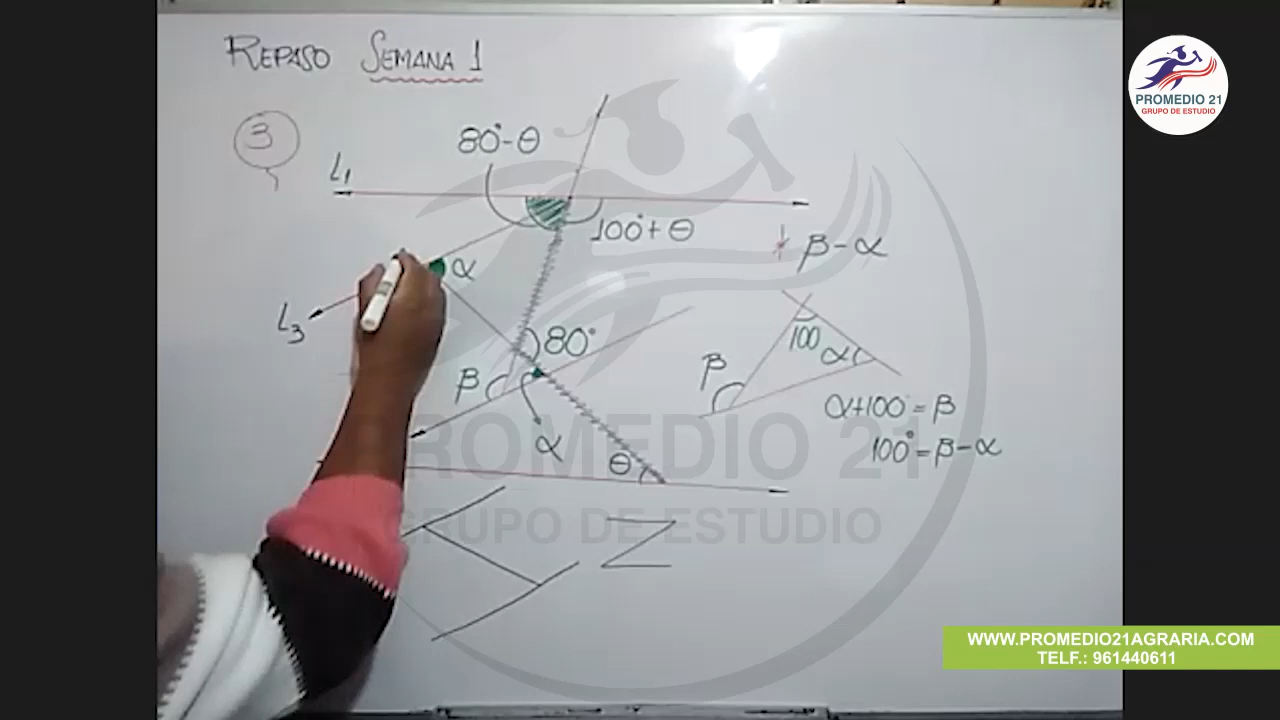 REPASO SEMANA 1
3
80°-θ
L₁
100°+θ
β-α
α
L₃
80°
β
α
θ
100
α
β
α+100°=β
100°=β-α
PROMEDIO 21
GRUPO DE ESTUDIO
PROMEDIO 21
GRUPO DE ESTUDIO
WWW.PROMEDIO21AGRARIA.COM
TELF.: 961440611